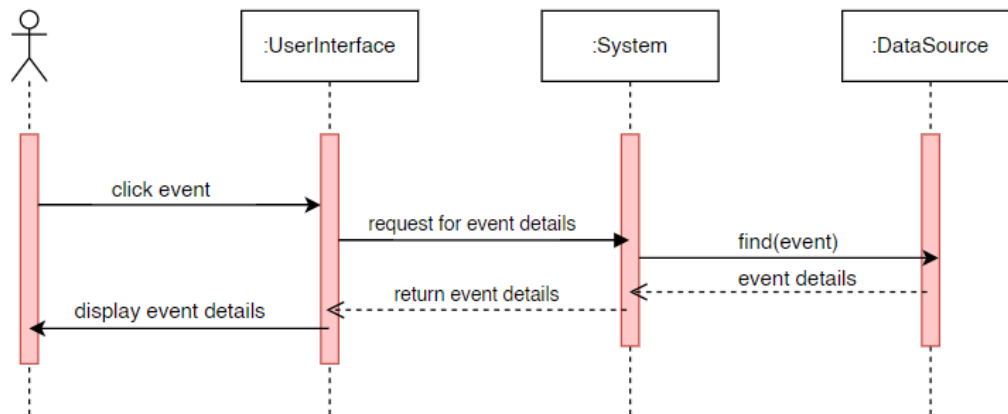 :UserInterface
:System
:DataSource
click event
request for event details
find(event)
event details
return event details
display event details